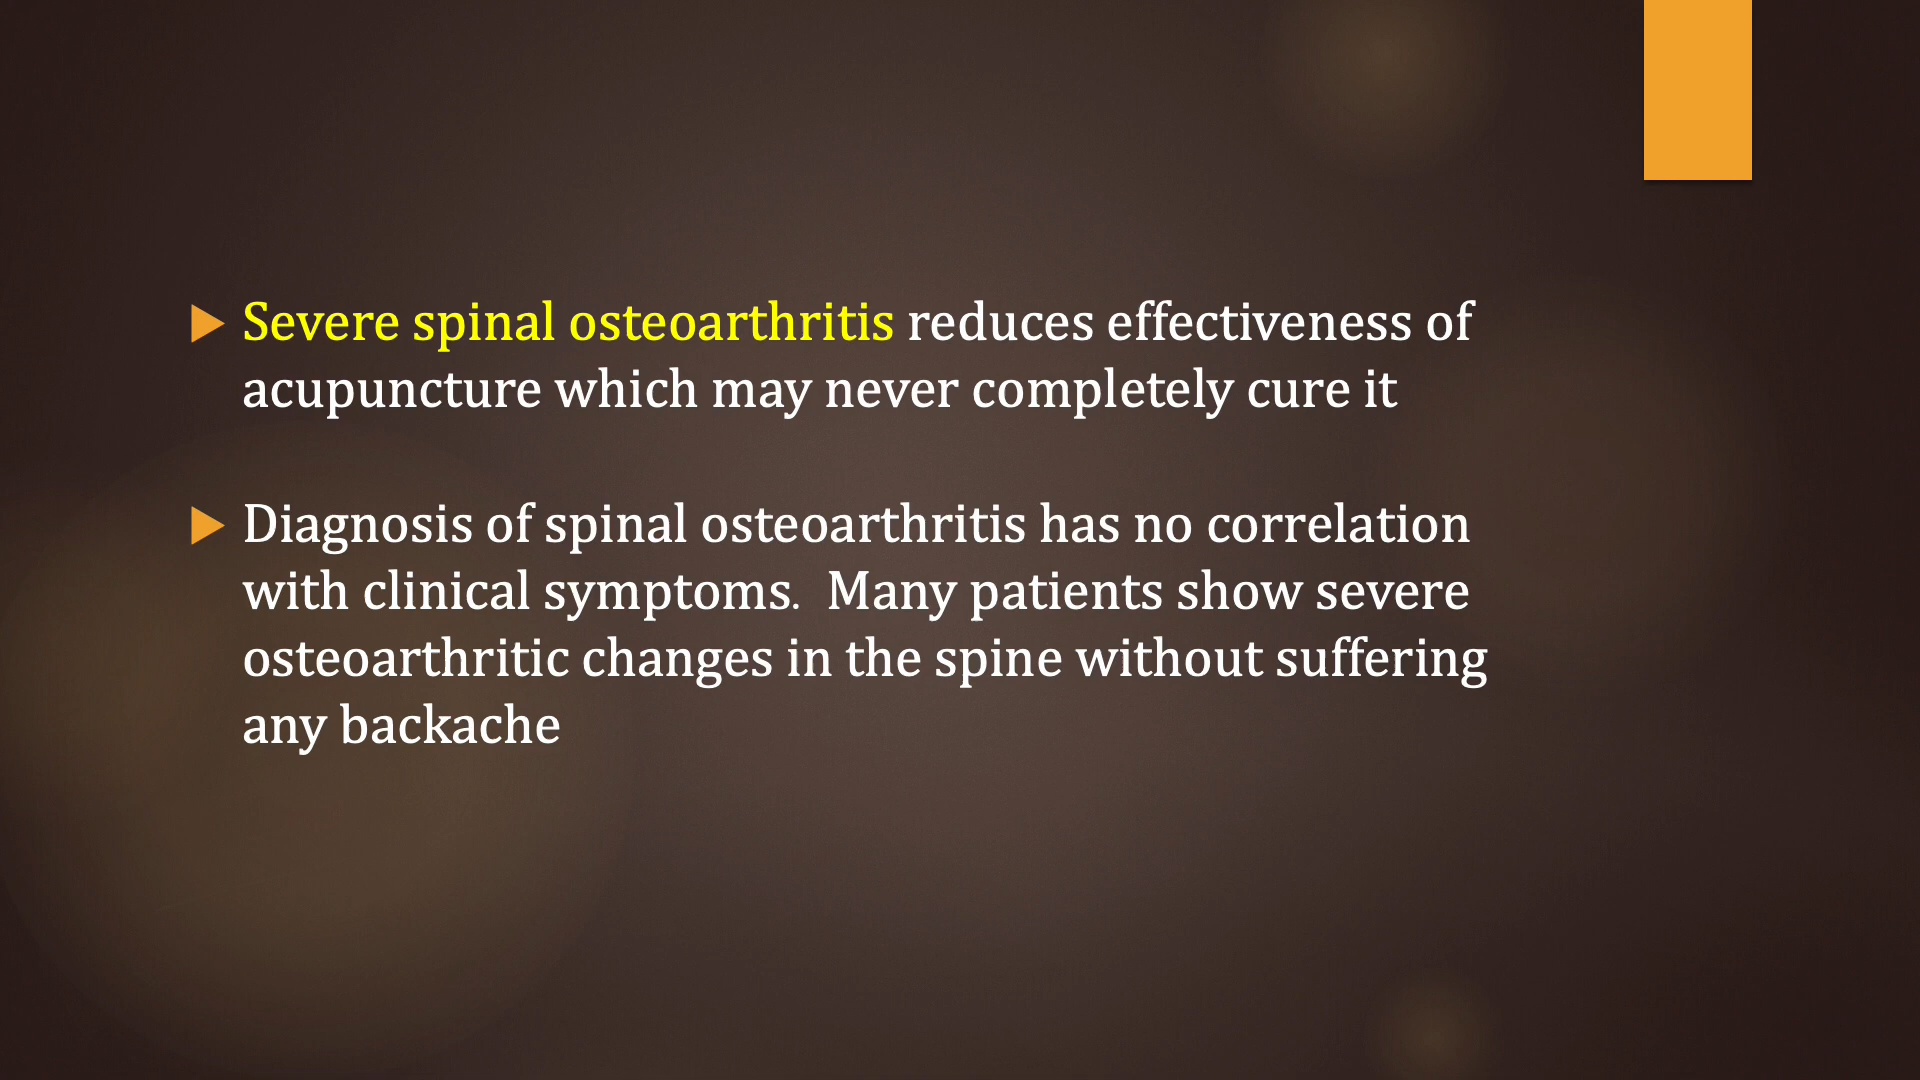 Severe spinal osteoarthritis reduces effectiveness of
acupuncture which may never completely cure it
Diagnosis of spinal osteoarthritis has no correlation
with clinical symptoms.  Many patients show severe
osteoarthritic changes in the spine without suffering
any backache